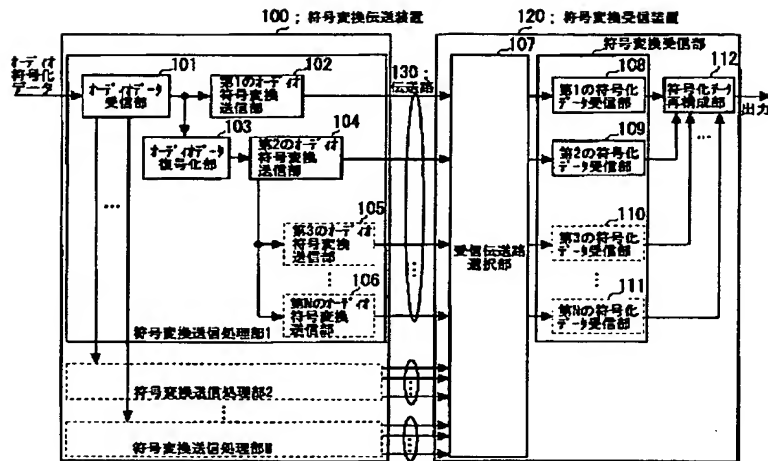 100 ; 符号変換伝送装置
120 ; 符号変換受信装置
オーディオ
符号化
データ
101
オーディオデータ
受信部
102
第1のオーディオ
符号変換
送信部
103
オーディオデータ
復号化部
104
第2のオーディオ
符号変換
送信部
105
第3のオーディオ
符号変換
送信部
106
第Nのオーディオ
符号変換
送信部
符号変換送信処理部1
符号変換送信処理部2
符号変換送信処理部M
130 ;
伝送路
107
受信伝送路
選択部
符号変換受信部
108
第1の符号化
データ受信部
109
第2の符号化
データ受信部
110
第3の符号化
データ受信部
111
第Nの符号化
データ受信部
112
符号化データ
再構成部
出力